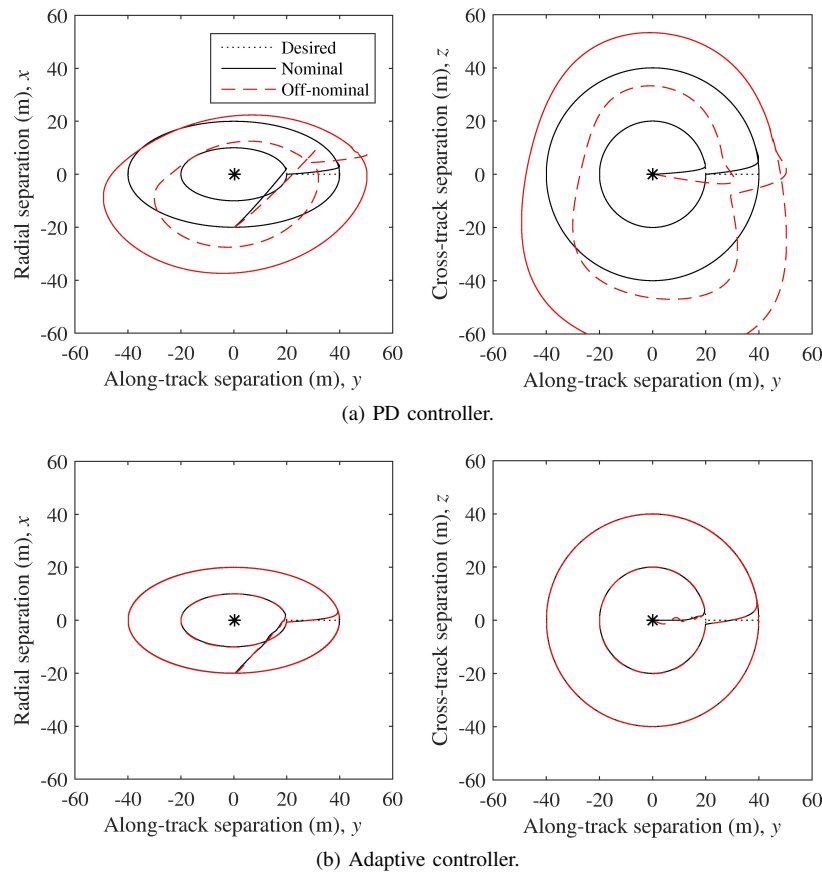 60
40
20
0
-20
-40
-60
-60 -40 -20 0 20 40 60
Radial separation (m), x
Along-track separation (m), y
Desired
Nominal
Off-nominal
60
40
20
0
-20
-40
-60
-60 -40 -20 0 20 40 60
Cross-track separation (m), z
Along-track separation (m), y
(a) PD controller.
60
40
20
0
-20
-40
-60
-60 -40 -20 0 20 40 60
Radial separation (m), x
Along-track separation (m), y
60
40
20
0
-20
-40
-60
-60 -40 -20 0 20 40 60
Cross-track separation (m), z
Along-track separation (m), y
(b) Adaptive controller.